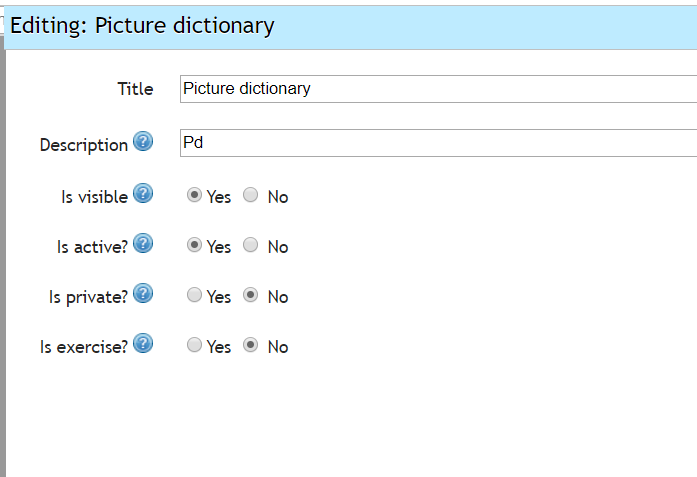 Editing: Picture dictionary
Title Picture dictionary
Description ? Pd
Is visible ? Yes No
Is active? ? Yes No
Is private? ? Yes No
Is exercise? ? Yes No